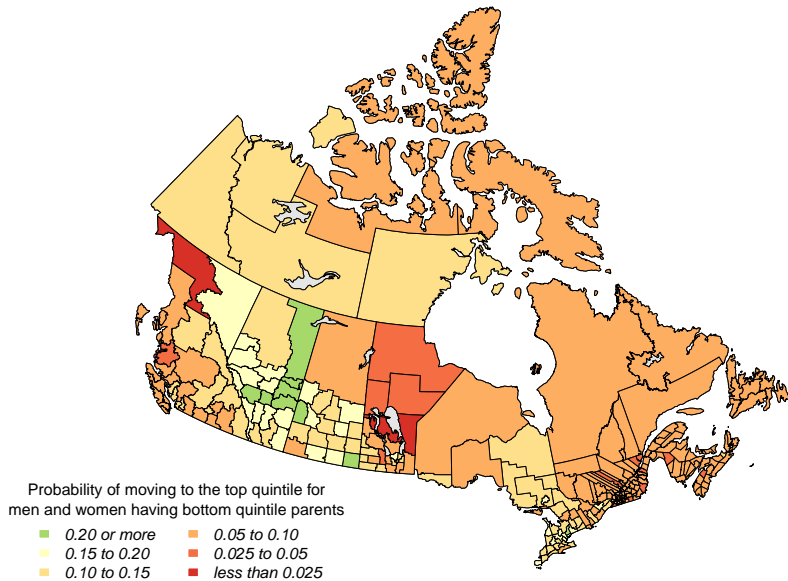 Probability of moving to the top quintile for
men and women having bottom quintile parents
0.20 or more
0.05 to 0.10
0.15 to 0.20
0.025 to 0.05
0.10 to 0.15
less than 0.025